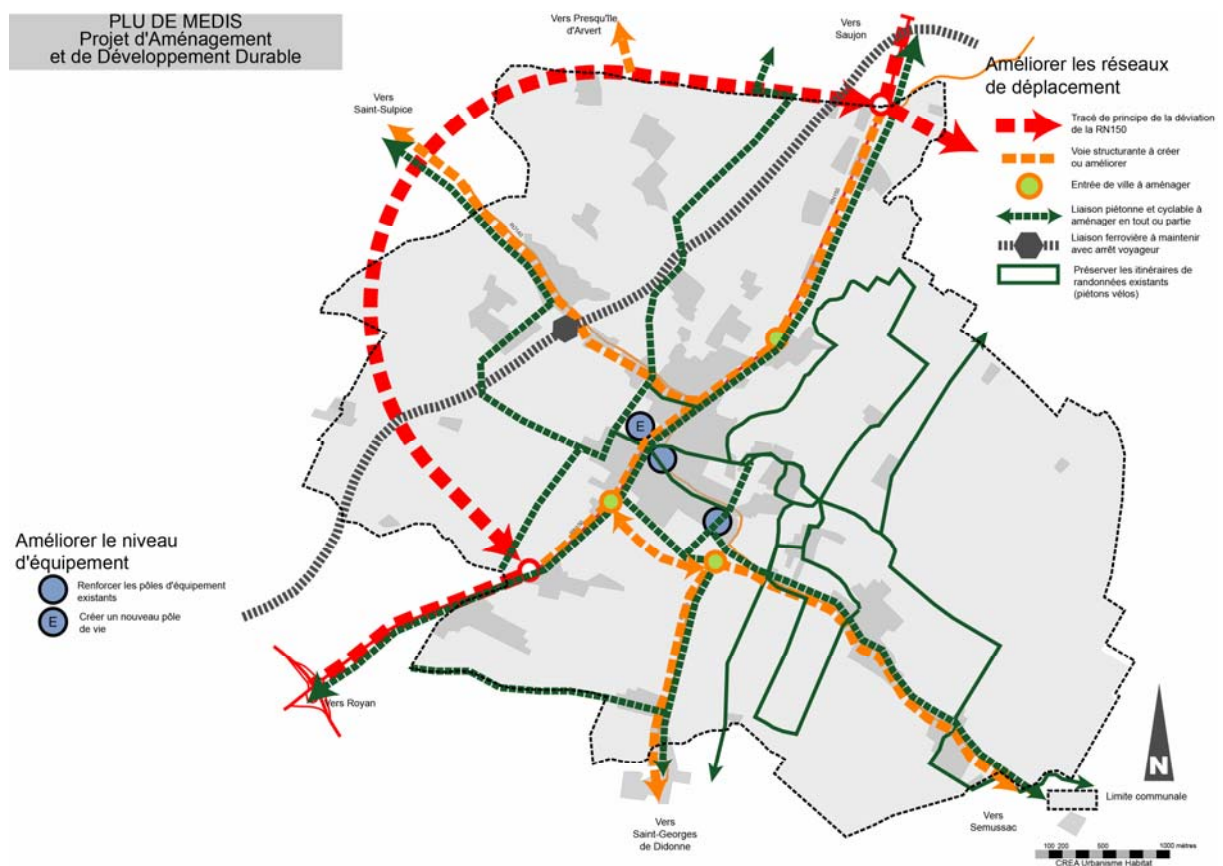 PLU DE MEDIS
Projet d'Aménagement
et de Développement Durable
Vers Presqu'île
d'Arvert
Vers
Saujon
Vers
Saint-Sulpice
Améliorer les réseaux
de déplacement
Tracé de principe de la déviation
de la RN150
Voie structurante à créer
ou améliorer
Entrée de ville à aménager
Liaison piétonne et cyclable à
aménager en tout ou partie
Liaison ferrovière à maintenir
avec arrêt voyageur
Préserver les itinéraires de
randonnées existants
(piétons vélos)
RN150
E
Améliorer le niveau
d'équipement
Renforcer les pôles d'équipement
existants
E
Créer un nouveau pôle
de vie
Vers Royan
Vers
Saint-Georges
de Didonne
Vers
Semussac
N
Limite communale
100 200 500 1000 mètres
CREA Urbanisme Habitat